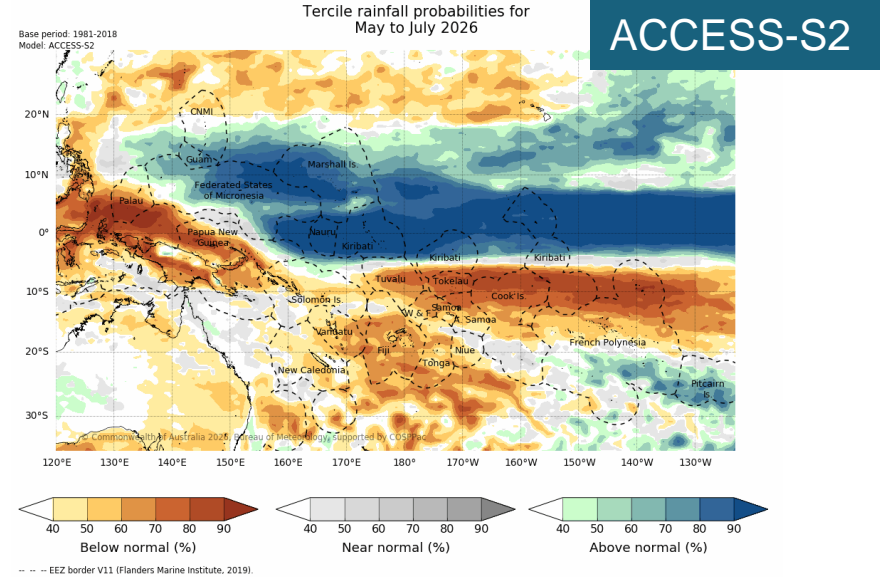 Tercile rainfall probabilities for
May to July 2026
ACCESS-S2
Base period: 1981-2018
Model: ACCESS-S2
20°N
10°N
0°
10°S
20°S
30°S
CNMI
Guam
Marshall Is.
Federated States
of Micronesia
Palau
Papua New
Guinea
Nauru
Kiribati
Kiribati
Kiribati
Tuvalu
Tokelau
Solomon Is.
Cook Is.
Samoa
W & F
A. Samoa
Vanuatu
Fiji
Niue
French Polynesia
Tonga
New Caledonia
Pitcairn
Is.
© Commonwealth of Australia 2026, Bureau of Meteorology, supported by COSPPac
120°E 130°E 140°E 150°E 160°E 170°E 180° 170°W 160°W 150°W 140°W 130°W
40 50 60 70 80 90
Below normal (%)
40 50 60 70 80 90
Near normal (%)
40 50 60 70 80 90
Above normal (%)
-- -- -- EEZ border V11 (Flanders Marine Institute, 2019).